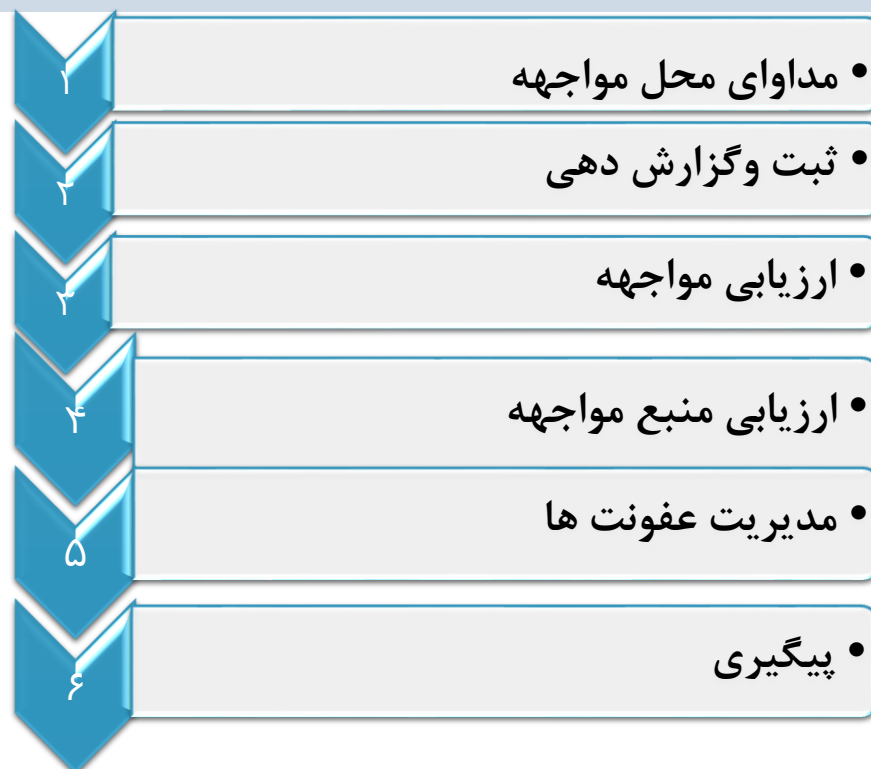 ۱
• مداوای محل مواجهه
۲
• ثبت وگزارش دهی
۳
• ارزیابی مواجهه
۴
• ارزیابی منبع مواجهه
۵
• مدیریت عفونت ها
۶
• پیگیری